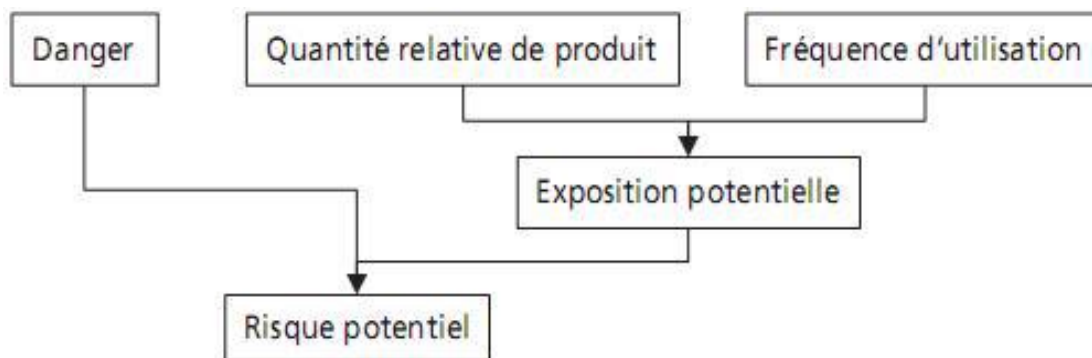 Danger
Quantité relative de produit
Fréquence d'utilisation
Exposition potentielle
Risque potentiel